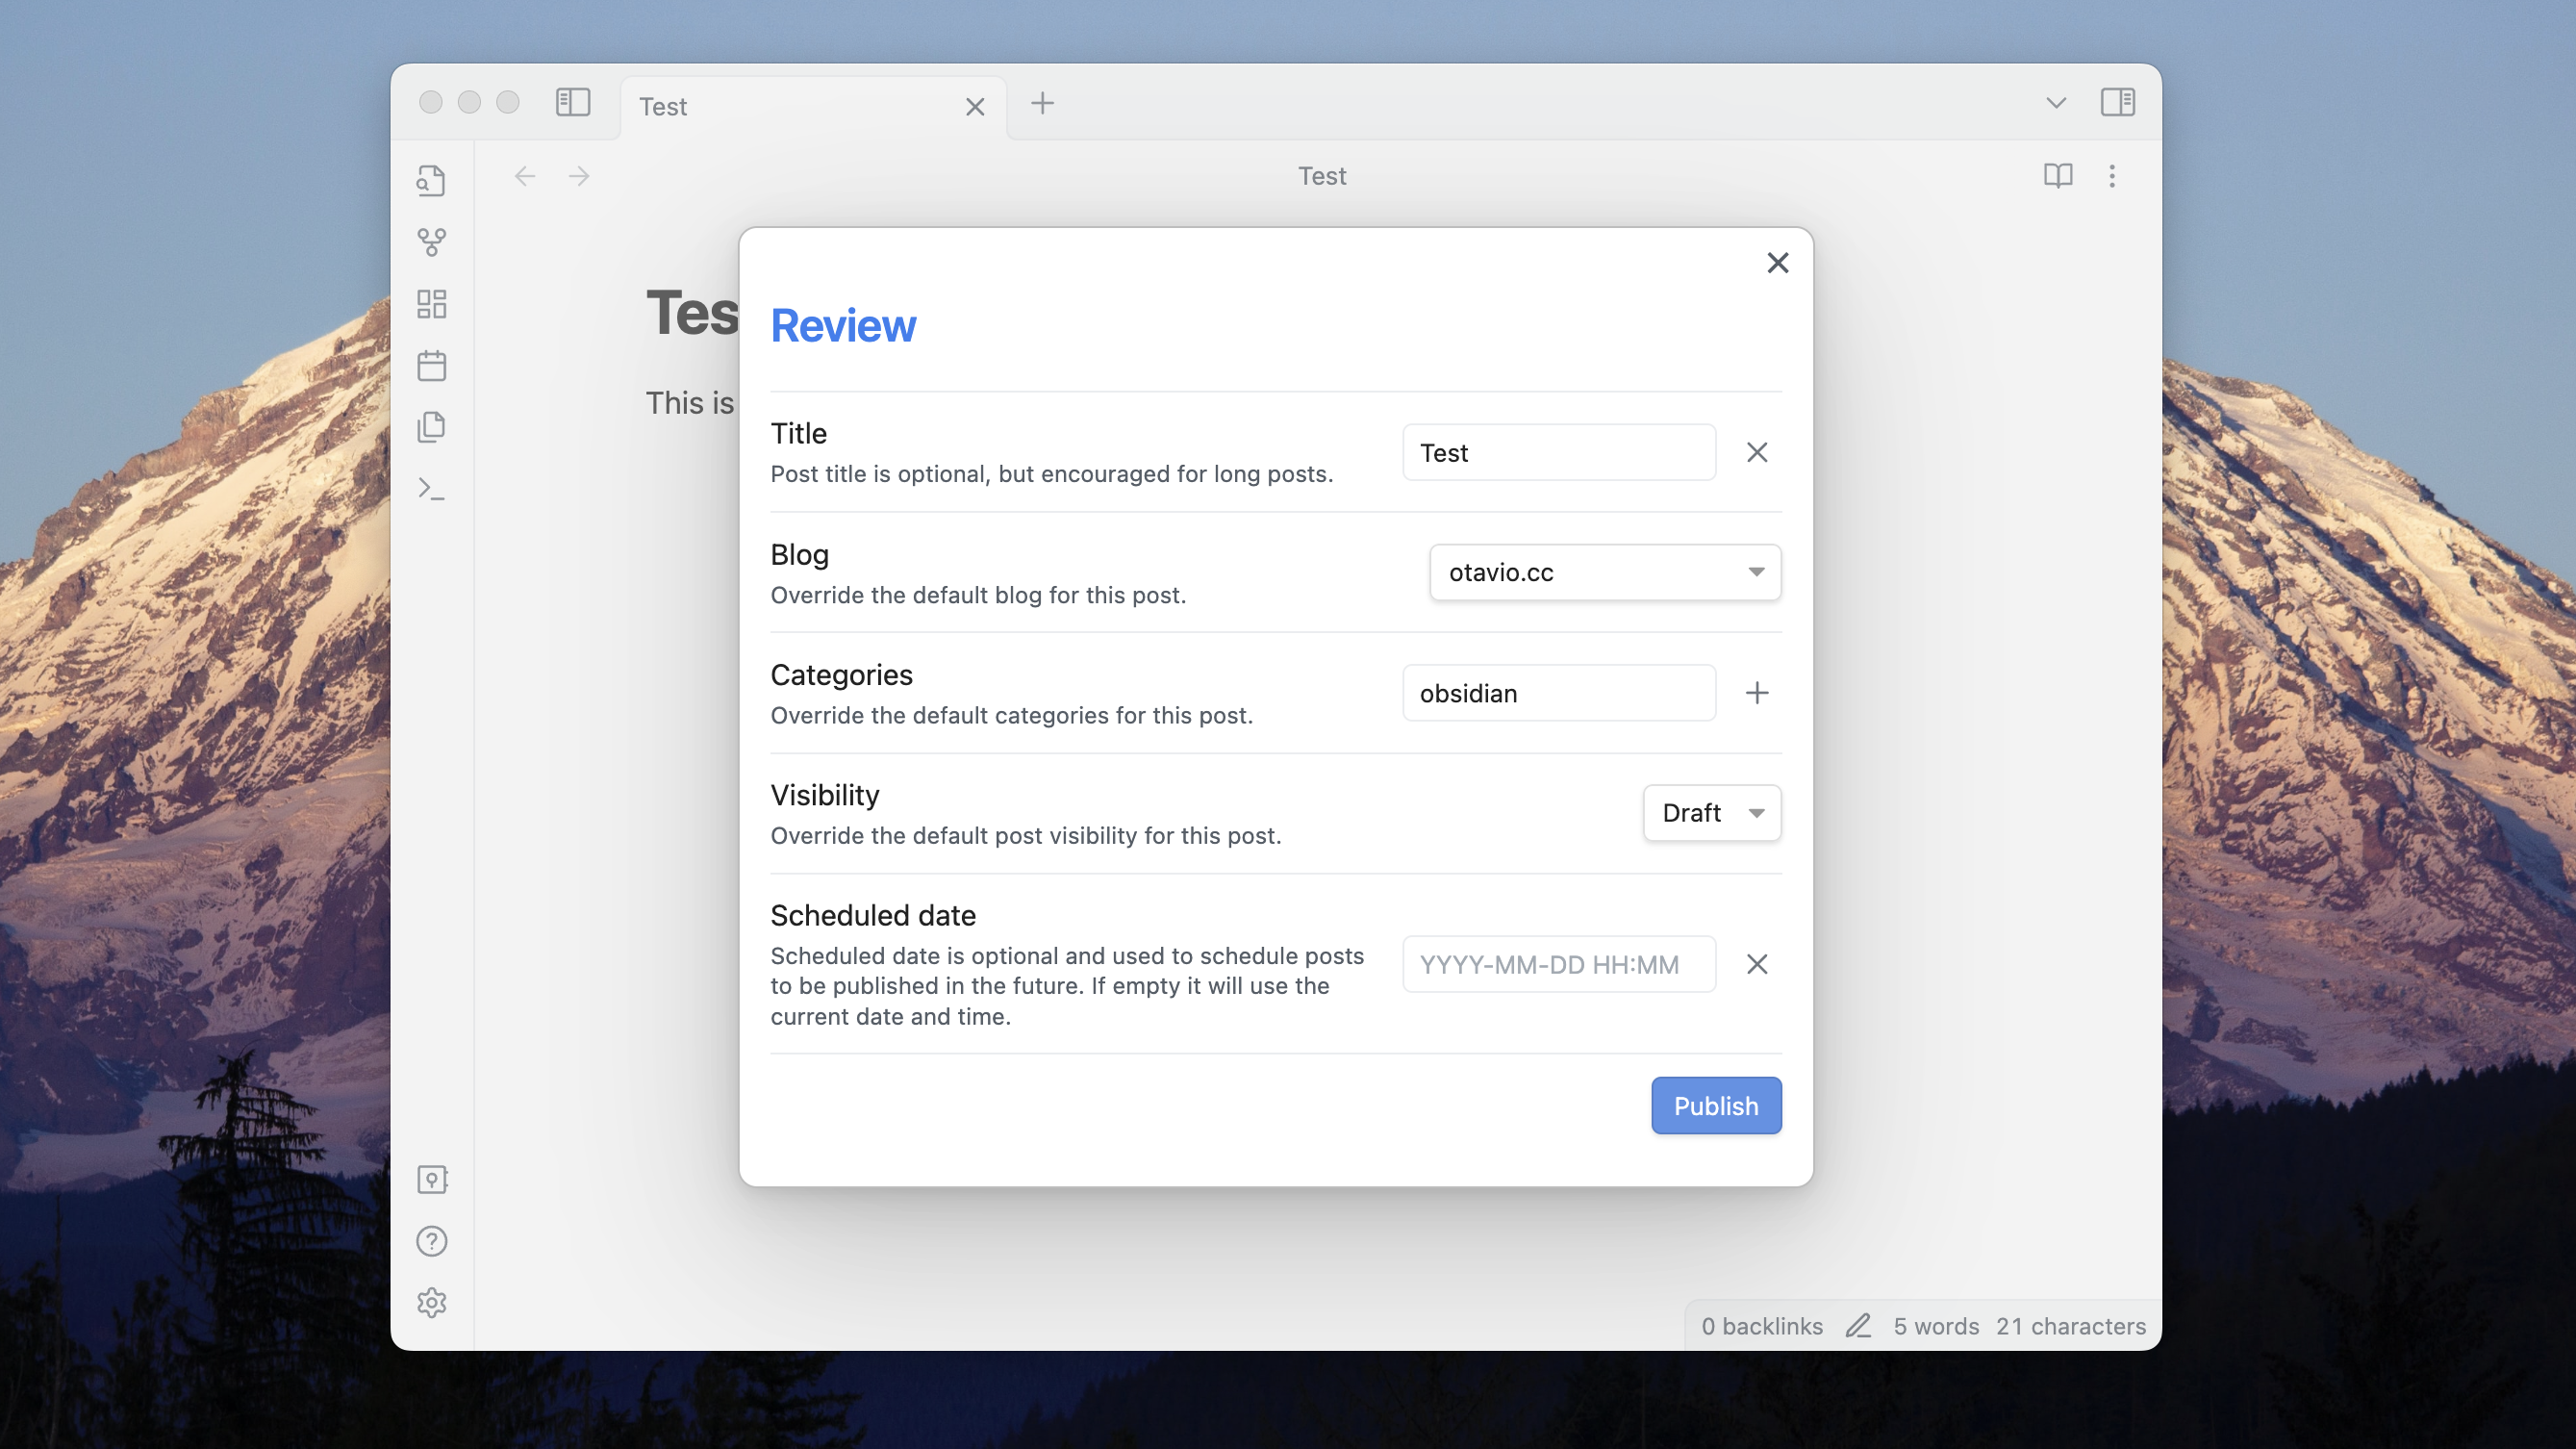 Test
Test
Tes
This is
Review
Title
Post title is optional, but encouraged for long posts.
Test
Blog
Override the default blog for this post.
otavio.cc
Categories
Override the default categories for this post.
obsidian
Visibility
Override the default post visibility for this post.
Draft
Scheduled date
Scheduled date is optional and used to schedule posts
to be published in the future. If empty it will use the
current date and time.
YYYY-MM-DD HH:MM
Publish
0 backlinks 5 words 21 characters